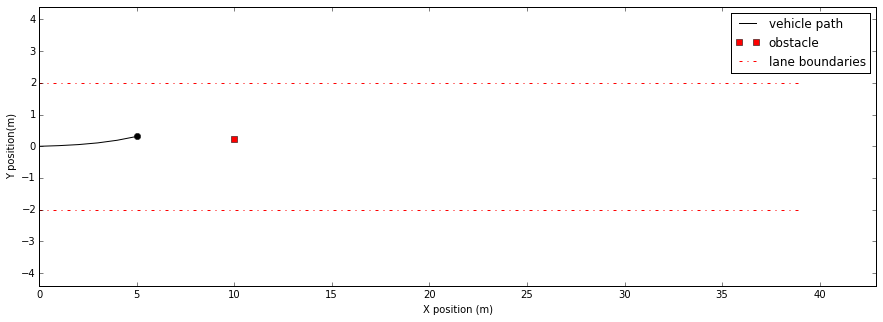 4
3
2
1
0
−1
−2
−3
−4
Y position(m)
vehicle path
obstacle
lane boundaries
0 5 10 15 20 25 30 35 40
X position (m)